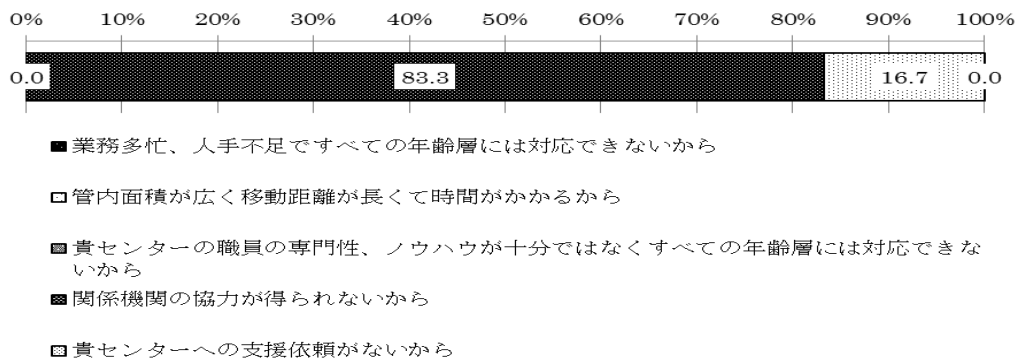 0% 10% 20% 30% 40% 50% 60% 70% 80% 90% 100%
0.0 83.3 16.7 0.0
業務多忙、人手不足ですべての年齢層には対応できないから
管内面積が広く移動距離が長くて時間がかかるから
貴センターの職員の専門性、ノウハウが十分ではなくすべての年齢層には対応できな
いから
関係機関の協力が得られないから
貴センターへの支援依頼がないから